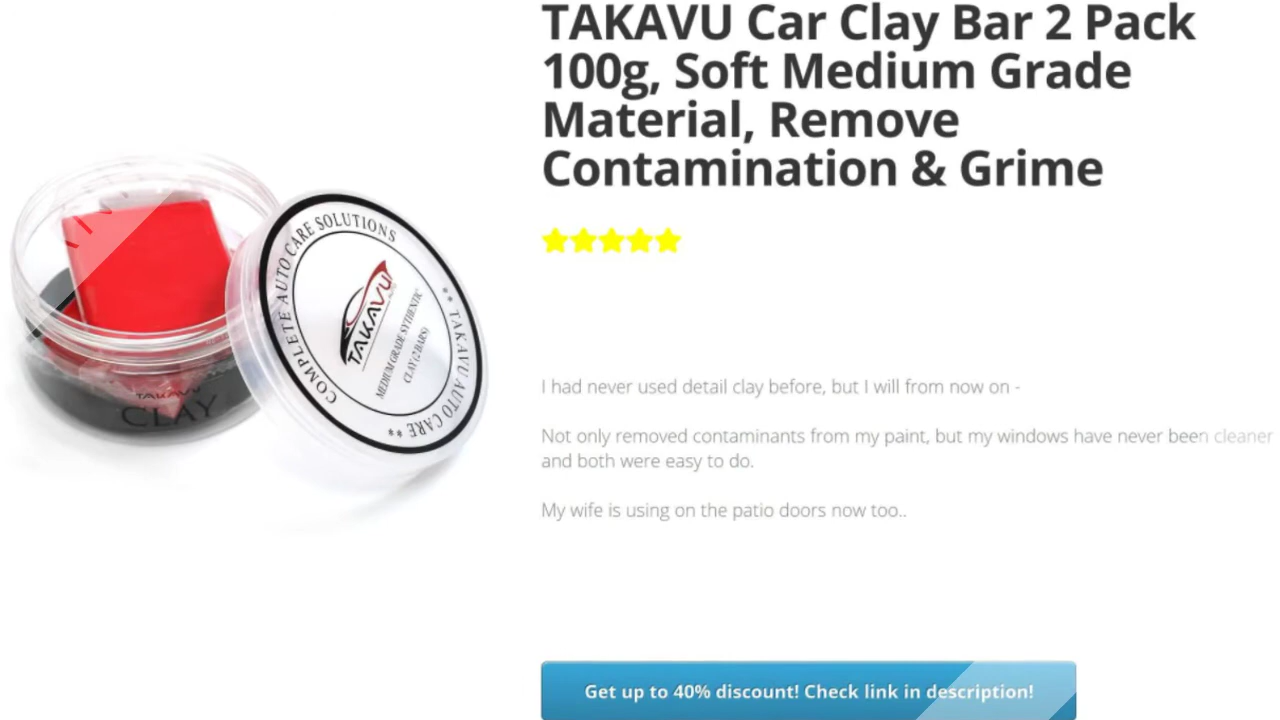 TAKAVU Car Clay Bar 2 Pack
100g, Soft Medium Grade
Material, Remove
Contamination & Grime
COMPLETE AUTO CARE SOLUTIONS
** TAKAVU AUTO CARE **
TAKAVU
MEDIUM GRADE SYTHENTIC
CLAY (2 BARS)
TAKAVU
CLAY
I had never used detail clay before, but I will from now on -
Not only removed contaminants from my paint, but my windows have never been cleaner
and both were easy to do.
My wife is using on the patio doors now too..
Get up to 40% discount! Check link in description!